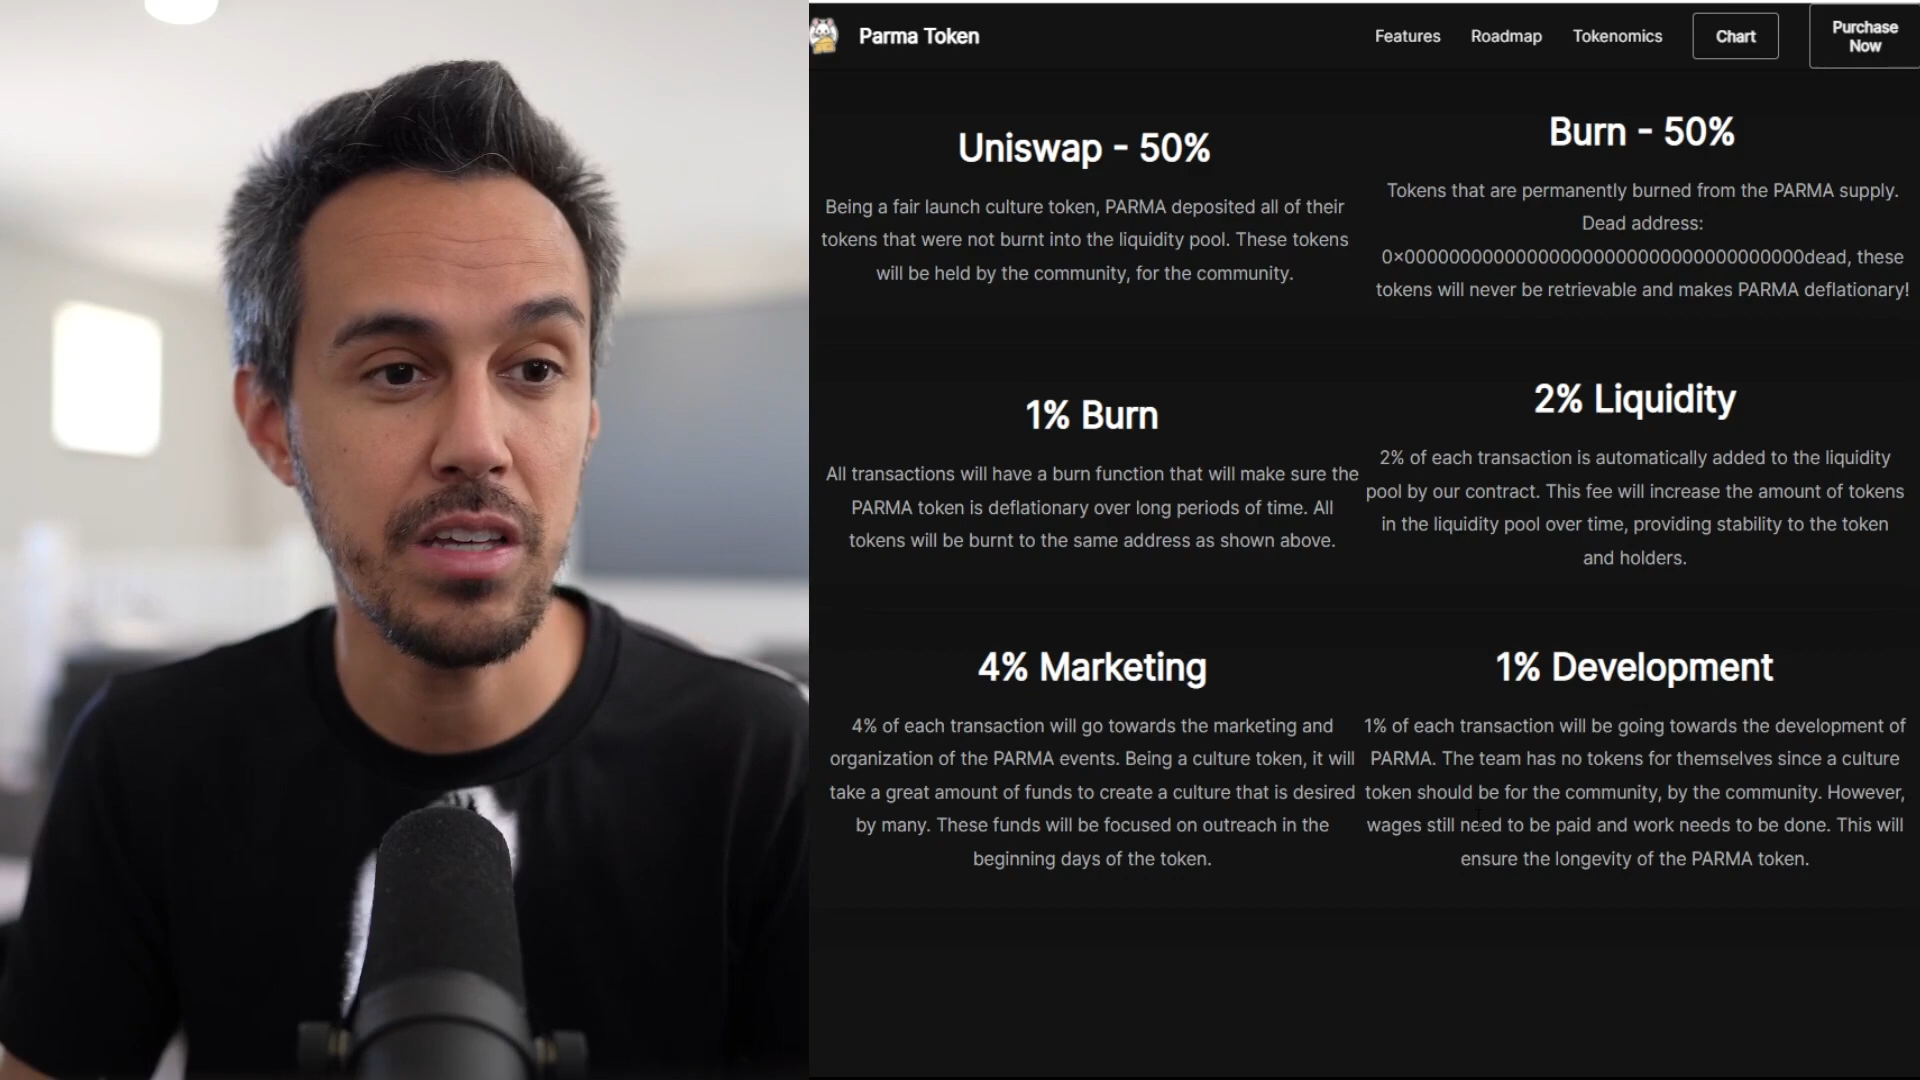 Parma Token
Features
Roadmap
Tokenomics
Chart
Purchase
Now
Uniswap - 50%
Being a fair launch culture token, PARMA deposited all of their
tokens that were not burnt into the liquidity pool. These tokens
will be held by the community, for the community.
Burn - 50%
Tokens that are permanently burned from the PARMA supply.
Dead address:
0x000000000000000000000000000000000000dead, these
tokens will never be retrievable and makes PARMA deflationary!
1% Burn
All transactions will have a burn function that will make sure the
PARMA token is deflationary over long periods of time. All
tokens will be burnt to the same address as shown above.
2% Liquidity
2% of each transaction is automatically added to the liquidity
pool by our contract. This fee will increase the amount of tokens
in the liquidity pool over time, providing stability to the token
and holders.
4% Marketing
4% of each transaction will go towards the marketing and
organization of the PARMA events. Being a culture token, it will
take a great amount of funds to create a culture that is desired
by many. These funds will be focused on outreach in the
beginning days of the token.
1% Development
1% of each transaction will be going towards the development of
PARMA. The team has no tokens for themselves since a culture
token should be for the community, by the community. However,
wages still need to be paid and work needs to be done. This will
ensure the longevity of the PARMA token.